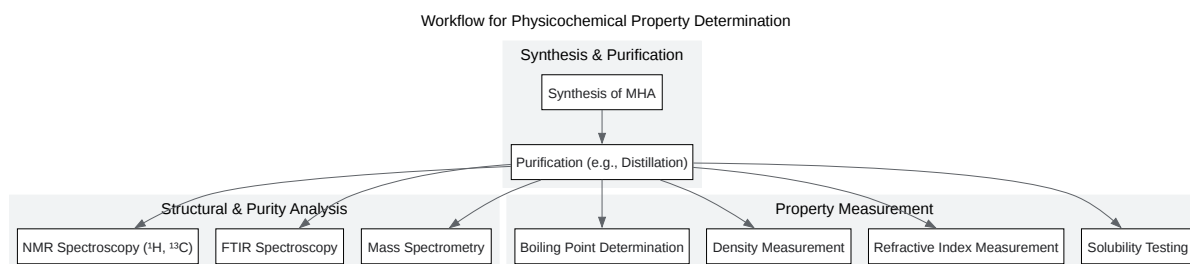 Workflow for Physicochemical Property Determination
Synthesis & Purification
Synthesis of MHA
Purification (e.g., Distillation)
Structural & Purity Analysis
Property Measurement
NMR Spectroscopy (¹H, ¹³C)
FTIR Spectroscopy
Mass Spectrometry
Boiling Point Determination
Density Measurement
Refractive Index Measurement
Solubility Testing